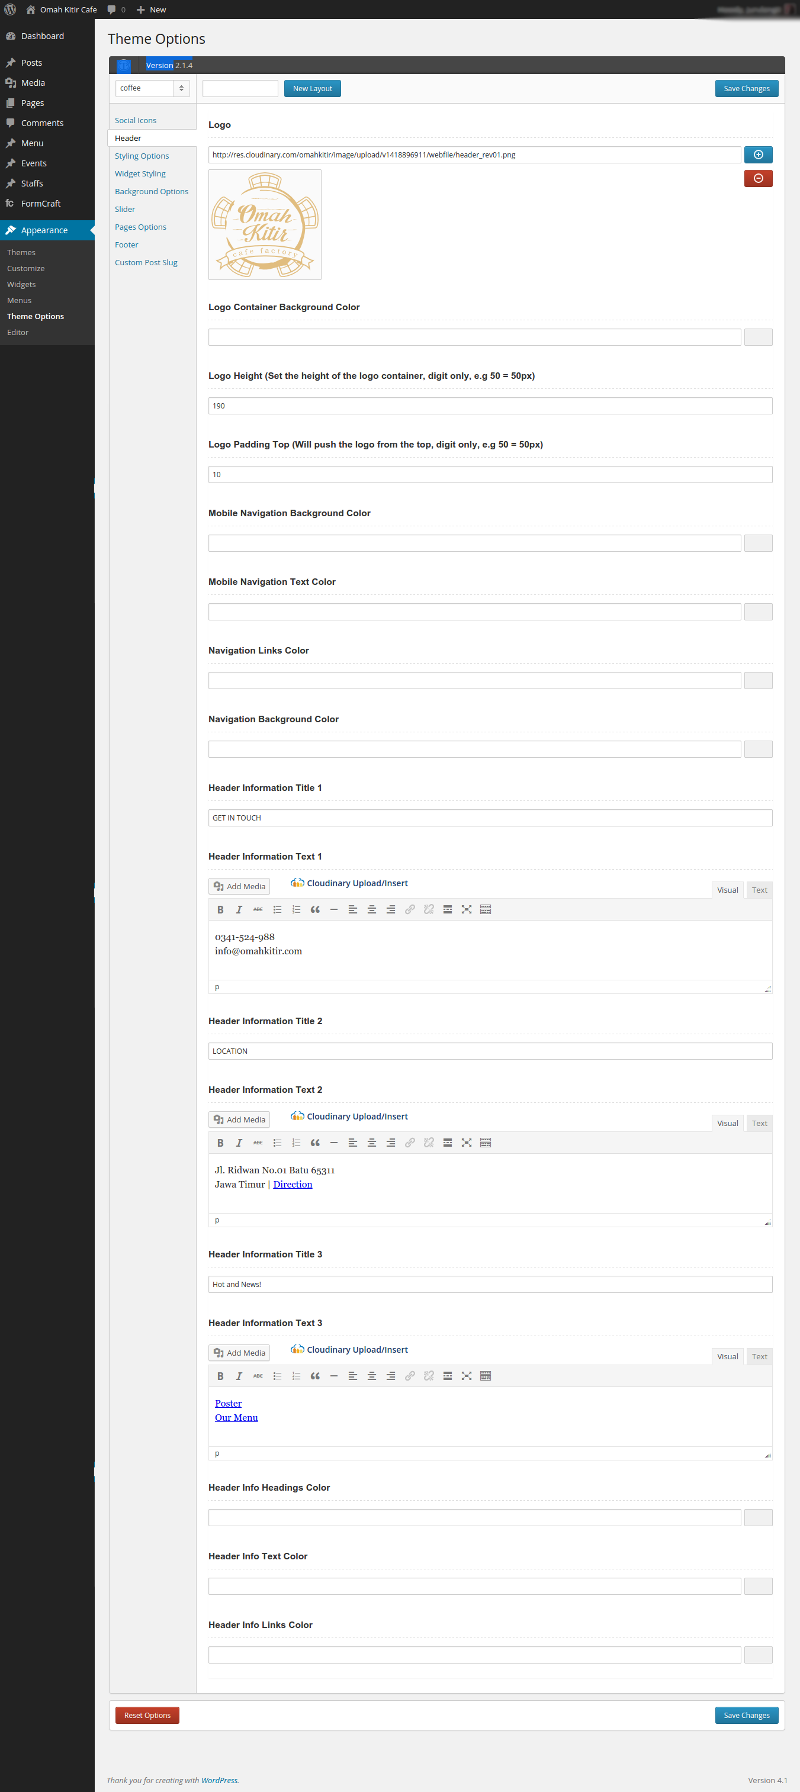 Omah Kitir Cafe 0 New
Dashboard
Posts
Media
Pages
Comments
Menu
Events
Staffs
FormCraft
Appearance
Themes
Customize
Widgets
Menus
Theme Options
Editor
Theme Options
Version 2.1.4
coffee New Layout Save Changes
Social Icons
Header
Styling Options
Widget Styling
Background Options
Slider
Pages Options
Footer
Custom Post Slug
Logo
http://res.cloudinary.com/omahkitir/image/upload/v1418896911/webfile/header_rev01.png
Omah
Kitir
cafe factory
Logo Container Background Color
Logo Height (Set the height of the logo container, digit only, e.g 50 = 50px)
190
Logo Padding Top (Will push the logo from the top, digit only, e.g 50 = 50px)
10
Mobile Navigation Background Color
Mobile Navigation Text Color
Navigation Links Color
Navigation Background Color
Header Information Title 1
GET IN TOUCH
Header Information Text 1
Add Media Cloudinary Upload/Insert Visual Text
B I ABC
0341-524-988
info@omahkitir.com
p
Header Information Title 2
LOCATION
Header Information Text 2
Add Media Cloudinary Upload/Insert Visual Text
B I ABC
Jl. Ridwan No.01 Batu 65311
Jawa Timur | Direction
p
Header Information Title 3
Hot and News!
Header Information Text 3
Add Media Cloudinary Upload/Insert Visual Text
B I ABC
Poster
Our Menu
p
Header Info Headings Color
Header Info Text Color
Header Info Links Color
Reset Options Save Changes
Thank you for creating with WordPress. Version 4.1